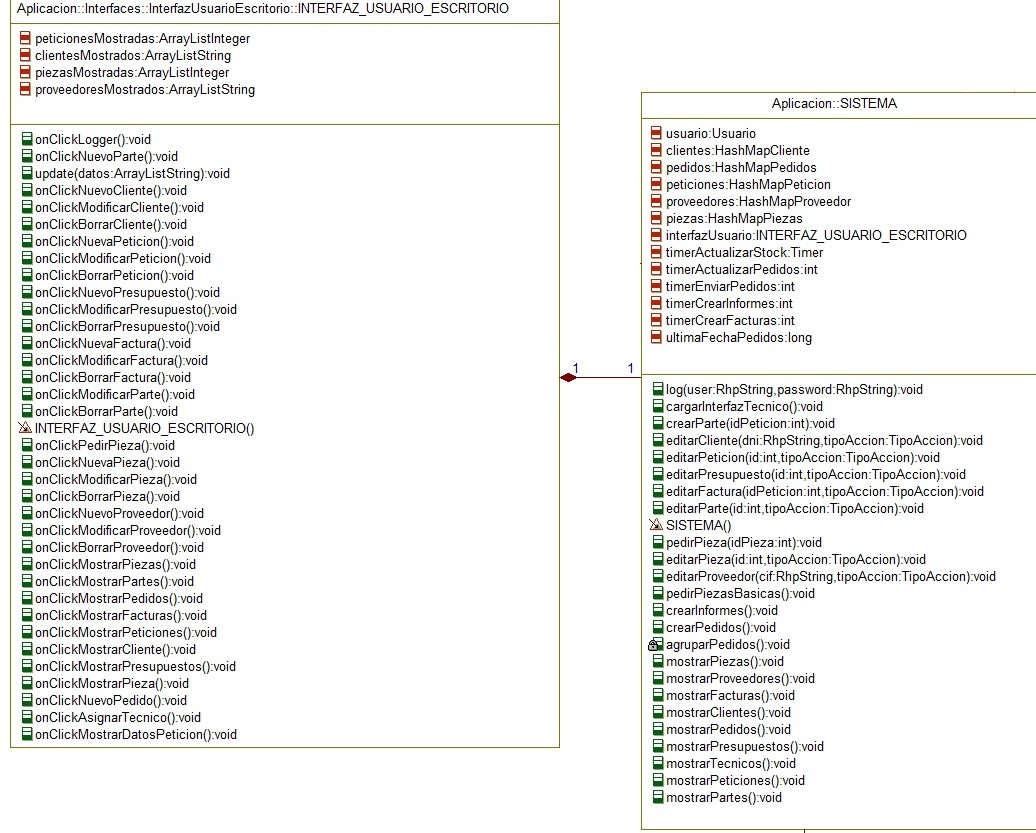 Aplicacion::Interfaces::InterfazUsuarioEscritorio::INTERFAZ_USUARIO_ESCRITORIO
peticionesMostradas:ArrayListInteger
clientesMostrados:ArrayListString
piezasMostradas:ArrayListInteger
proveedoresMostrados:ArrayListString
onClickLogger():void
onClickNuevoParte():void
update(datos:ArrayListString):void
onClickNuevoCliente():void
onClickModificarCliente():void
onClickBorrarCliente():void
onClickNuevaPeticion():void
onClickModificarPeticion():void
onClickBorrarPeticion():void
onClickNuevoPresupuesto():void
onClickModificarPresupuesto():void
onClickBorrarPresupuesto():void
onClickNuevaFactura():void
onClickModificarFactura():void
onClickBorrarFactura():void
onClickModificarParte():void
onClickBorrarParte():void
INTERFAZ_USUARIO_ESCRITORIO()
onClickPedirPieza():void
onClickNuevaPieza():void
onClickModificarPieza():void
onClickBorrarPieza():void
onClickNuevoProveedor():void
onClickModificarProveedor():void
onClickBorrarProveedor():void
onClickMostrarPiezas():void
onClickMostrarPartes():void
onClickMostrarPedidos():void
onClickMostrarFacturas():void
onClickMostrarPeticiones():void
onClickMostrarCliente():void
onClickMostrarPresupuestos():void
onClickMostrarPieza():void
onClickNuevoPedido():void
onClickAsignarTecnico():void
onClickMostrarDatosPeticion():void
1 1
Aplicacion::SISTEMA
usuario:Usuario
clientes:HashMapCliente
pedidos:HashMapPedidos
peticiones:HashMapPeticion
proveedores:HashMapProveedor
piezas:HashMapPiezas
interfazUsuario:INTERFAZ_USUARIO_ESCRITORIO
timerActualizarStock:Timer
timerActualizarPedidos:int
timerEnviarPedidos:int
timerCrearInformes:int
timerCrearFacturas:int
ultimaFechaPedidos:long
log(user:RhpString,password:RhpString):void
cargarInterfazTecnico():void
crearParte(idPeticion:int):void
editarCliente(dni:RhpString,tipoAccion:TipoAccion):void
editarPeticion(id:int,tipoAccion:TipoAccion):void
editarPresupuesto(id:int,tipoAccion:TipoAccion):void
editarFactura(idPeticion:int,tipoAccion:TipoAccion):void
editarParte(id:int,tipoAccion:TipoAccion):void
SISTEMA()
pedirPieza(idPieza:int):void
editarPieza(id:int,tipoAccion:TipoAccion):void
editarProveedor(cif:RhpString,tipoAccion:TipoAccion):void
pedirPiezasBasicas():void
crearInformes():void
crearPedidos():void
agruparPedidos():void
mostrarPiezas():void
mostrarProveedores():void
mostrarFacturas():void
mostrarClientes():void
mostrarPedidos():void
mostrarPresupuestos():void
mostrarTecnicos():void
mostrarPeticiones():void
mostrarPartes():void